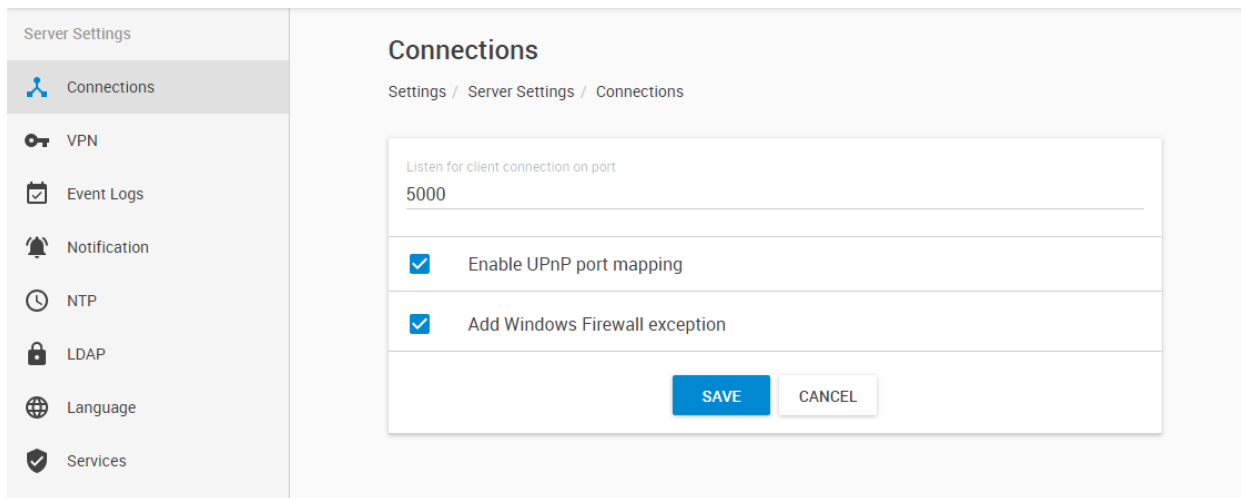 Server Settings
Connections
VPN
Event Logs
Notification
NTP
LDAP
Language
Services
Connections
Settings / Server Settings / Connections
Listen for client connection on port
5000
Enable UPnP port mapping
Add Windows Firewall exception
SAVE CANCEL